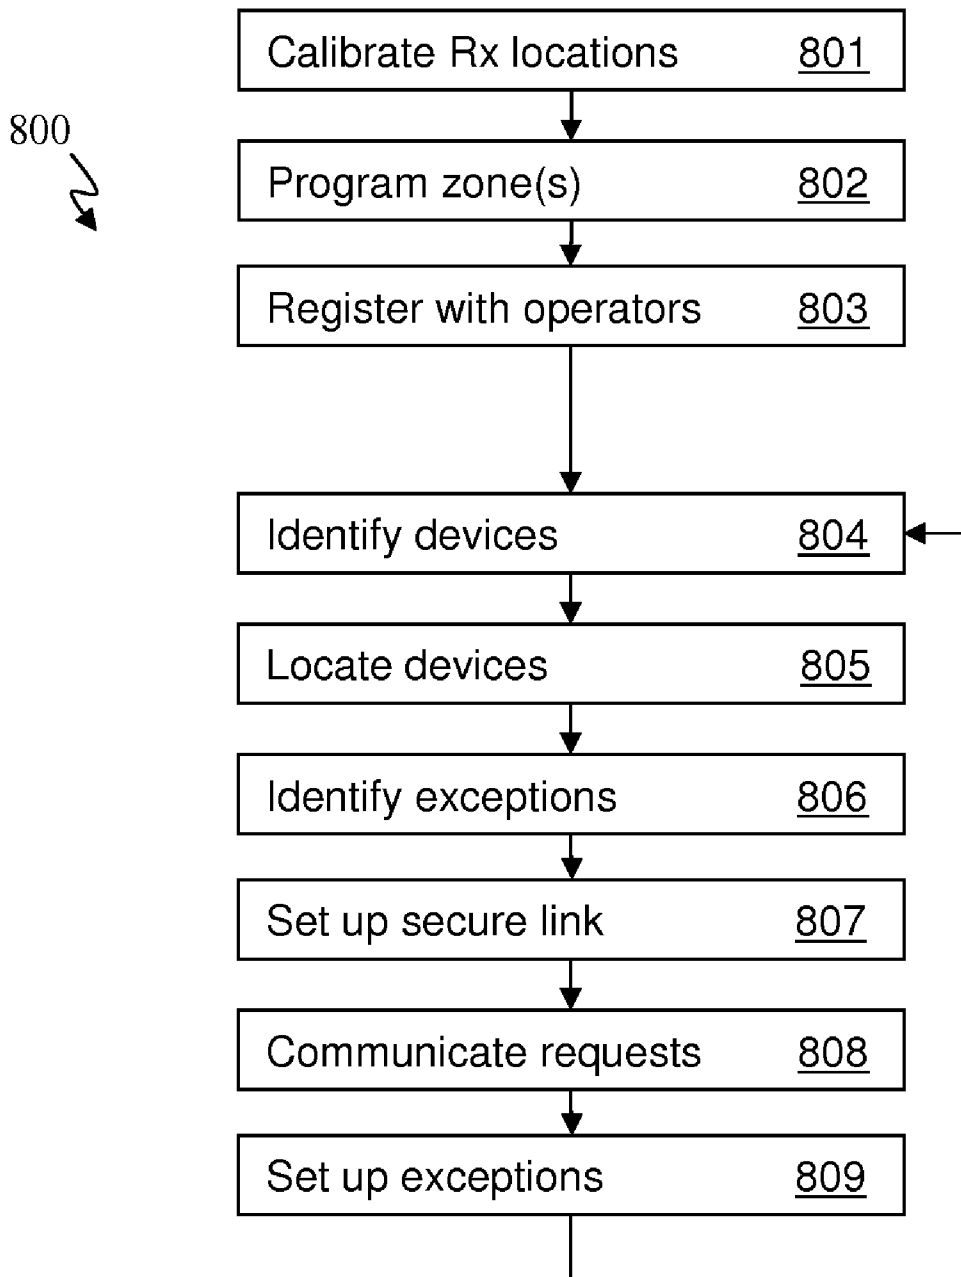 Calibrate Rx locations 801
800
Program zone(s) 802
Register with operators 803
Identify devices 804
Locate devices 805
Identify exceptions 806
Set up secure link 807
Communicate requests 808
Set up exceptions 809